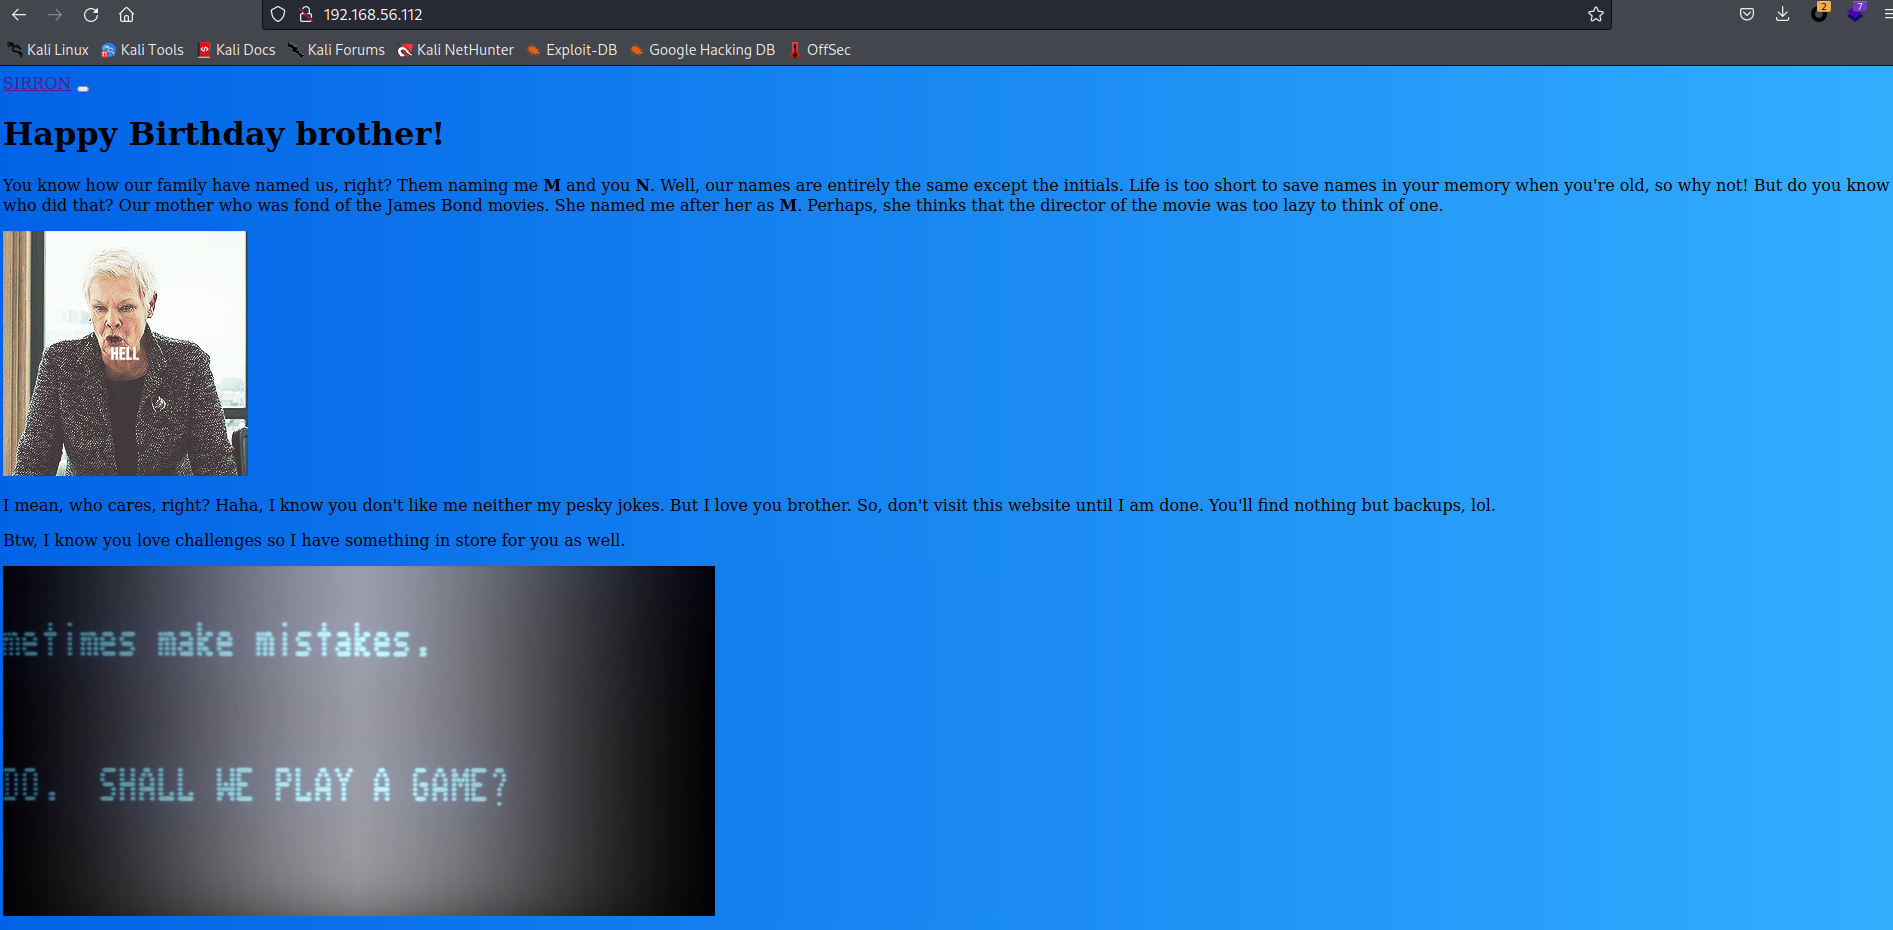 192.168.56.112
2
7
Kali Linux Kali Tools Kali Docs Kali Forums Kali NetHunter Exploit-DB Google Hacking DB OffSec
SIRRON
Happy Birthday brother!
You know how our family have named us, right? Them naming me M and you N. Well, our names are entirely the same except the initials. Life is too short to save names in your memory when you're old, so why not! But do you know
who did that? Our mother who was fond of the James Bond movies. She named me after her as M. Perhaps, she thinks that the director of the movie was too lazy to think of one.
HELL
I mean, who cares, right? Haha, I know you don't like me neither my pesky jokes. But I love you brother. So, don't visit this website until I am done. You'll find nothing but backups, lol.
Btw, I know you love challenges so I have something in store for you as well.
metimes make mistakes.
DO. SHALL WE PLAY A GAME?